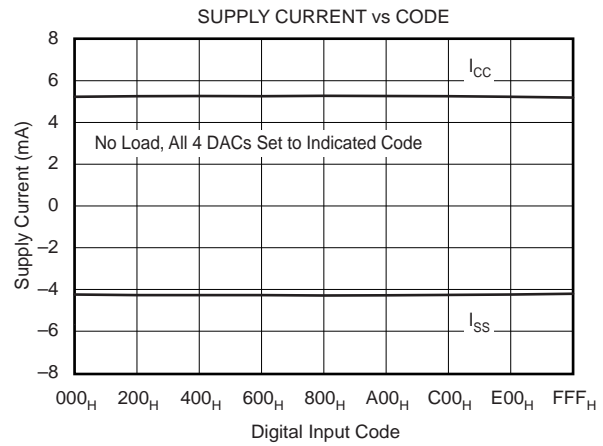 SUPPLY CURRENT vs CODE
8
6
4
2
0
–2
–4
–6
–8
Supply Current (mA)
I_CC
No Load, All 4 DACs Set to Indicated Code
I_SS
000_H 200_H 400_H 600_H 800_H A00_H C00_H E00_H FFF_H
Digital Input Code